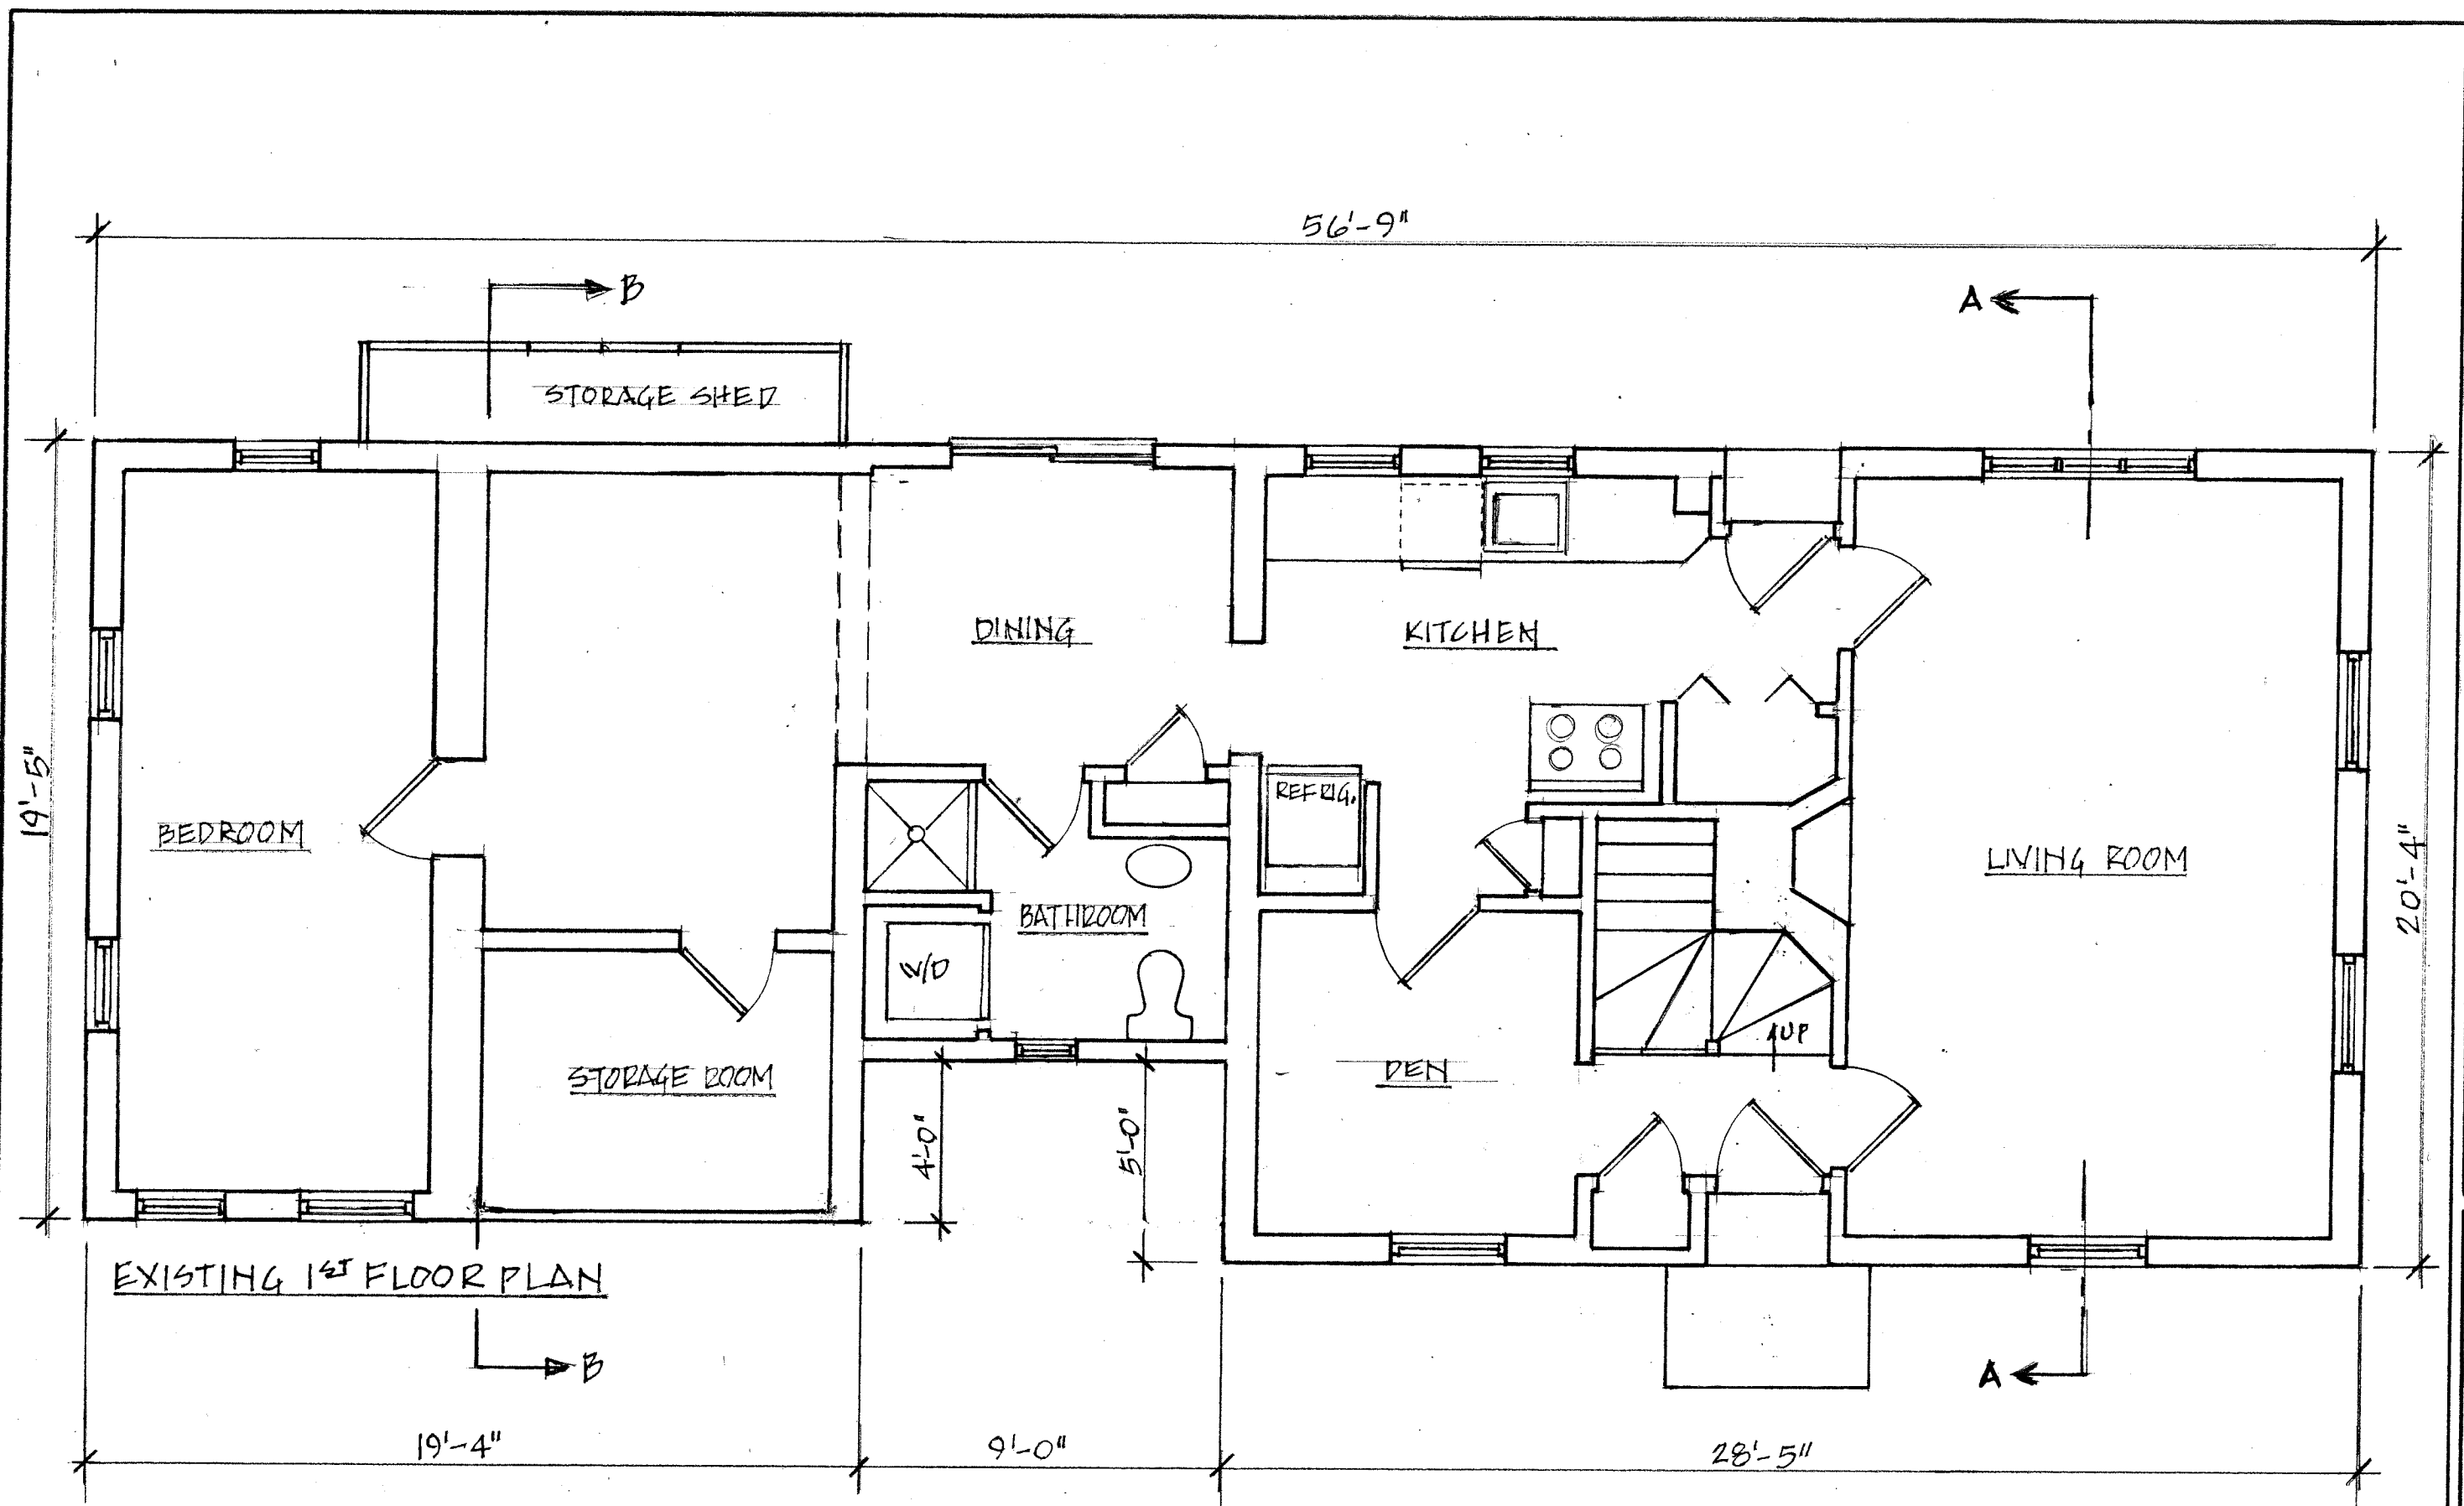 56'-9"
B
A
STORAGE SHED
DINING
KITCHEN
19'-5"
REFRIG.
BEDROOM
LIVING ROOM
20'-4"
BATHROOM
W/D
UP
STORAGE ROOM
DEN
4'-0"
5'-0"
EXISTING 1ST FLOOR PLAN
B
A
19'-4"
9'-0"
28'-5"